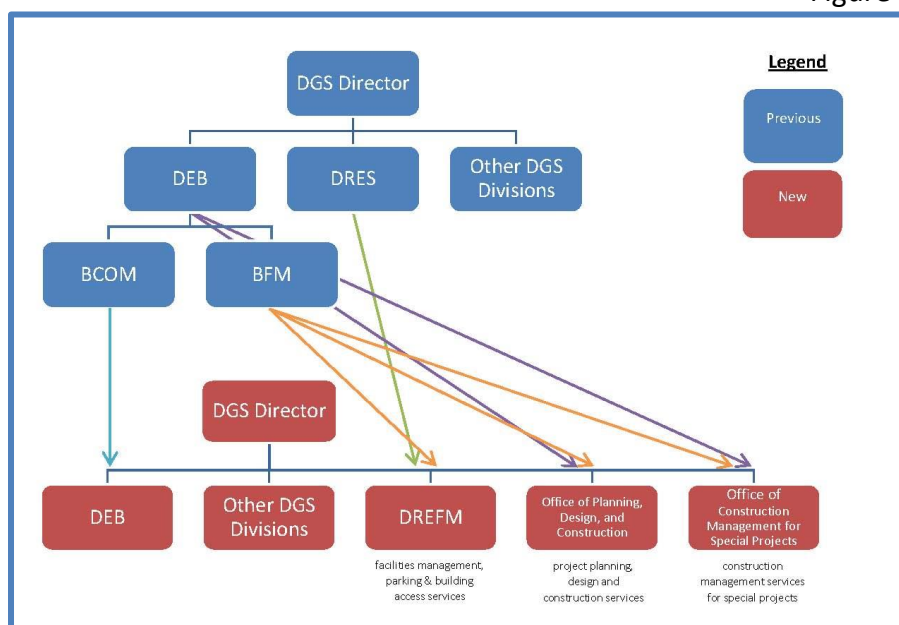 Figure
Legend
DGS Director
Previous
DEB
DRES
Other DGS
Divisions
New
BCOM
BFM
DGS Director
DEB
Other DGS
Divisions
DREFM
Office of Planning,
Design, and
Construction
Office of
Construction
Management for
Special Projects
facilities management,
parking & building
access services
project planning,
design and
construction services
construction
management services
for special projects